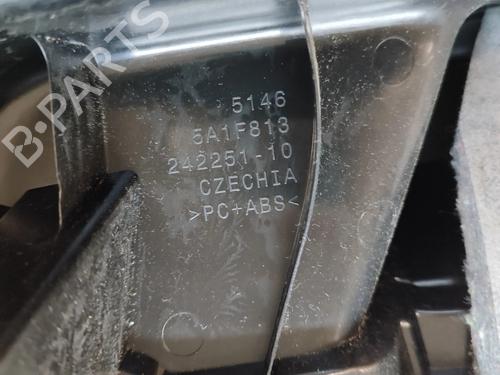 B-PARTS
5146
5A1F813
242251-10
CZECHIA
>PC+ABS<